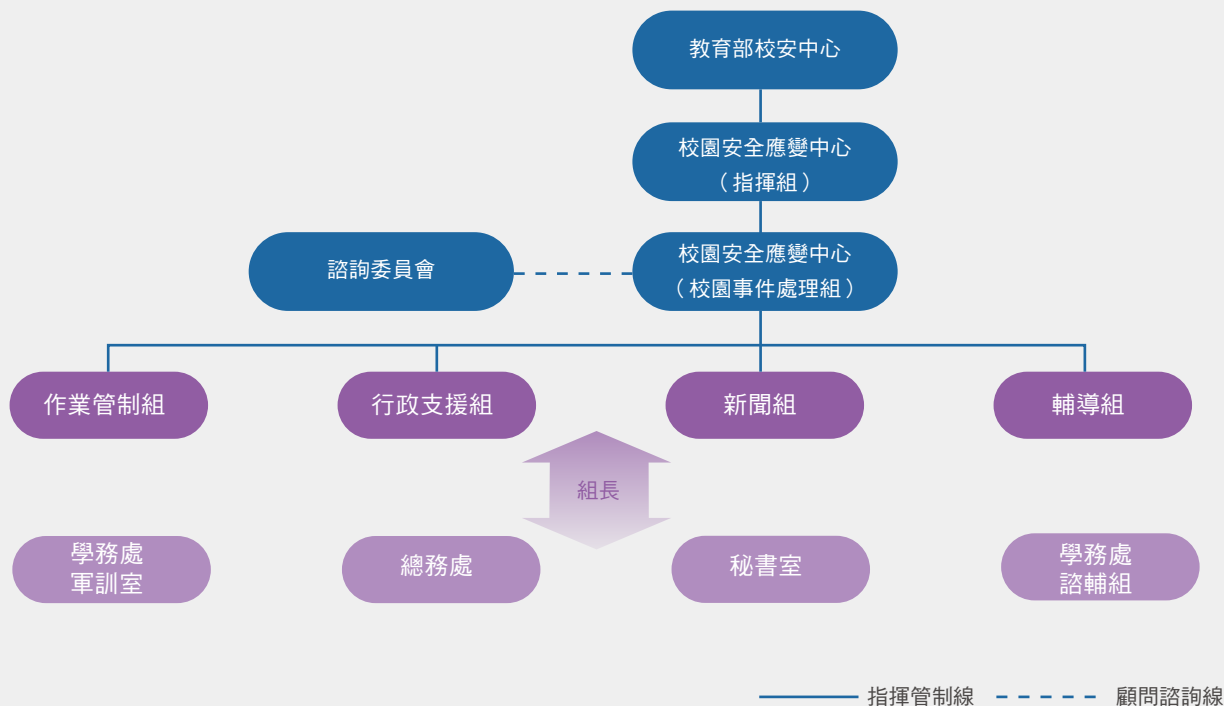 教育部校安中心
校園安全應變中心
（指揮組）
諮詢委員會
校園安全應變中心
（校園事件處理組）
作業管制組
行政支援組
新聞組
輔導組
組長
學務處
軍訓室
總務處
秘書室
學務處
諮輔組
指揮管制線
顧問諮詢線